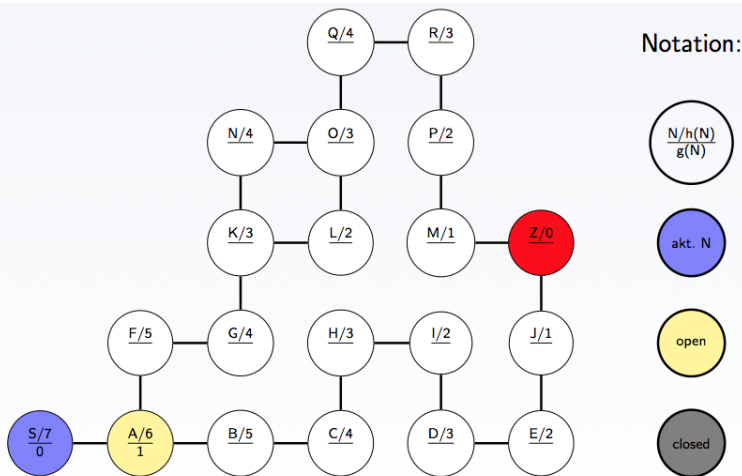 Q/4
R/3
Notation:
N/4
O/3
P/2
N/h(N)
g(N)
K/3
L/2
M/1
Z/0
akt. N
F/5
G/4
H/3
I/2
J/1
open
S/7
0
A/6
1
B/5
C/4
D/3
E/2
closed